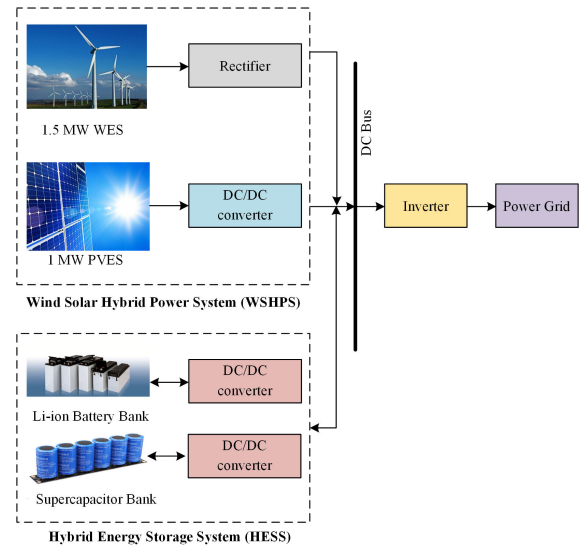 Rectifier
1.5 MW WES
DC Bus
DC/DC
converter
Inverter
Power Grid
1 MW PVES
Wind Solar Hybrid Power System (WSHPS)
DC/DC
converter
Li-ion Battery Bank
DC/DC
converter
Supercapacitor Bank
Hybrid Energy Storage System (HESS)